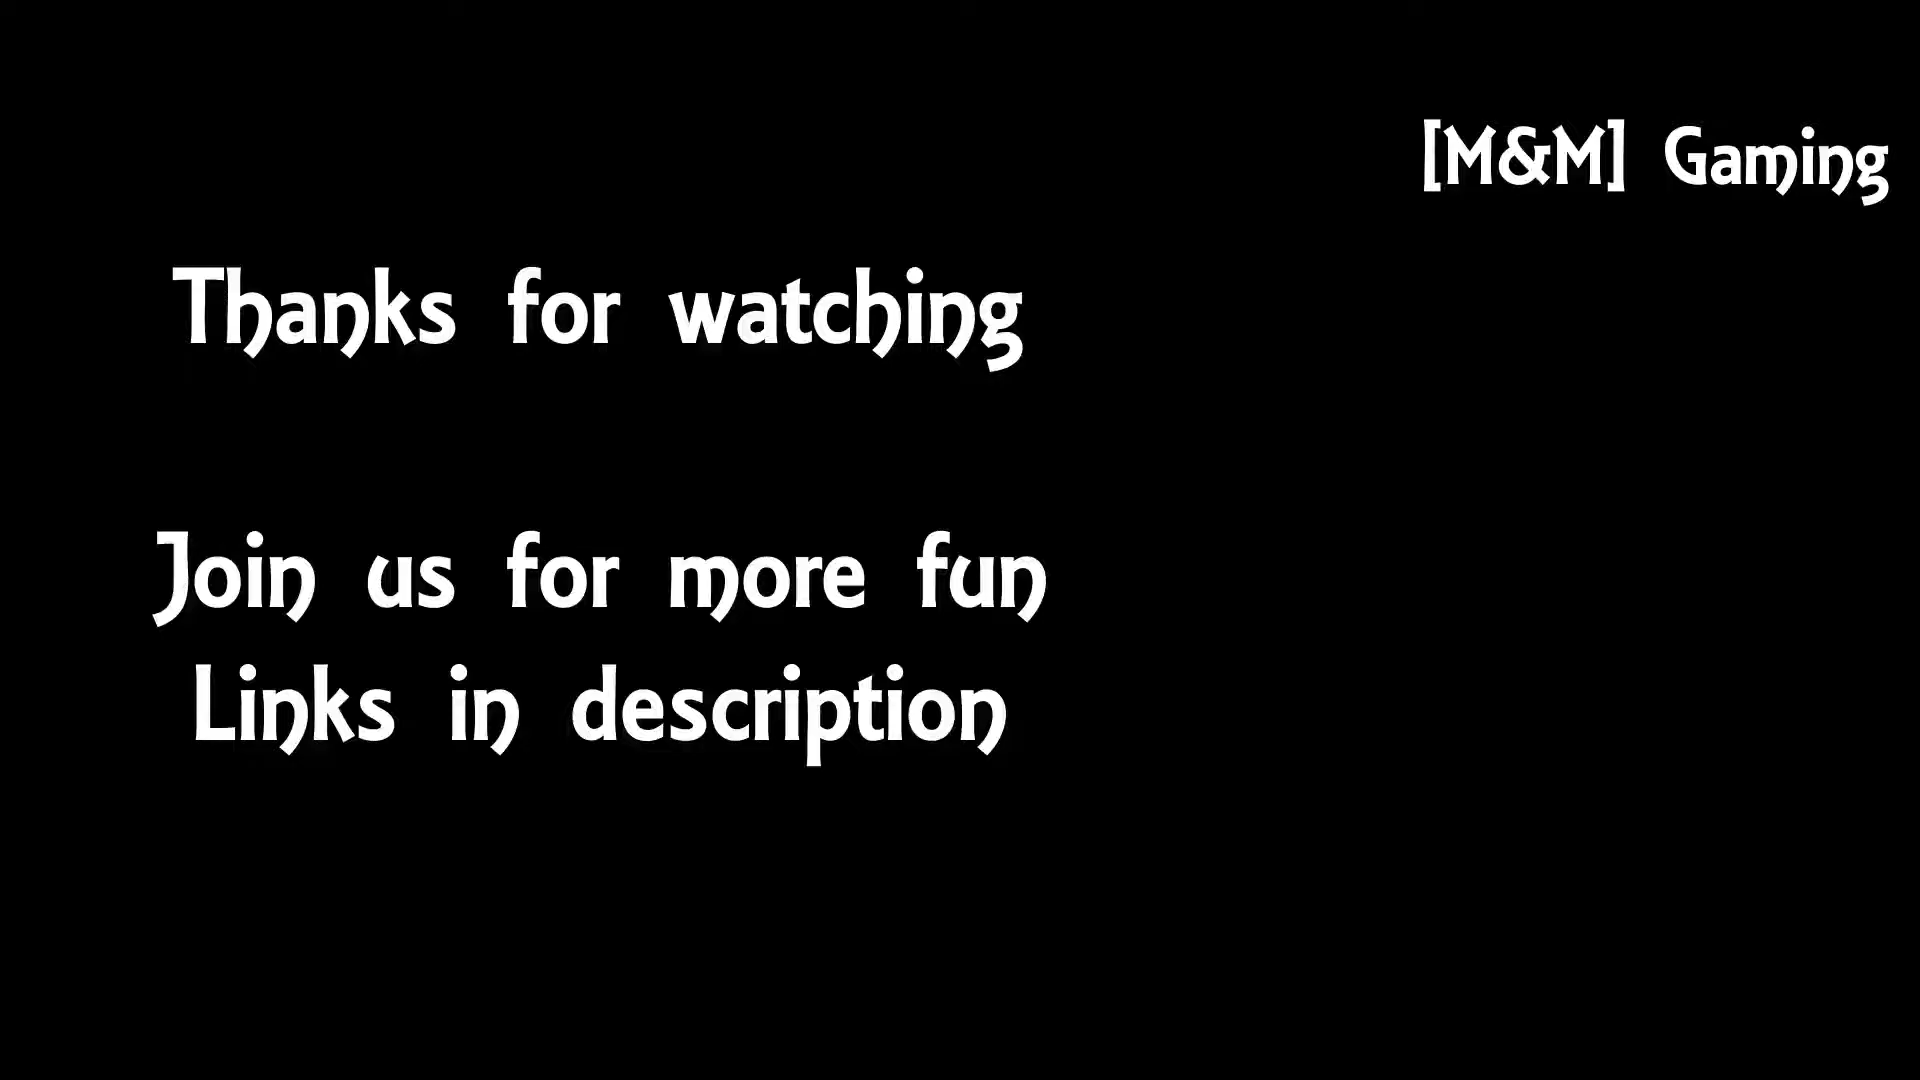 [M&M] Gaming
Thanks for watching
Join us for more fun
Links in description